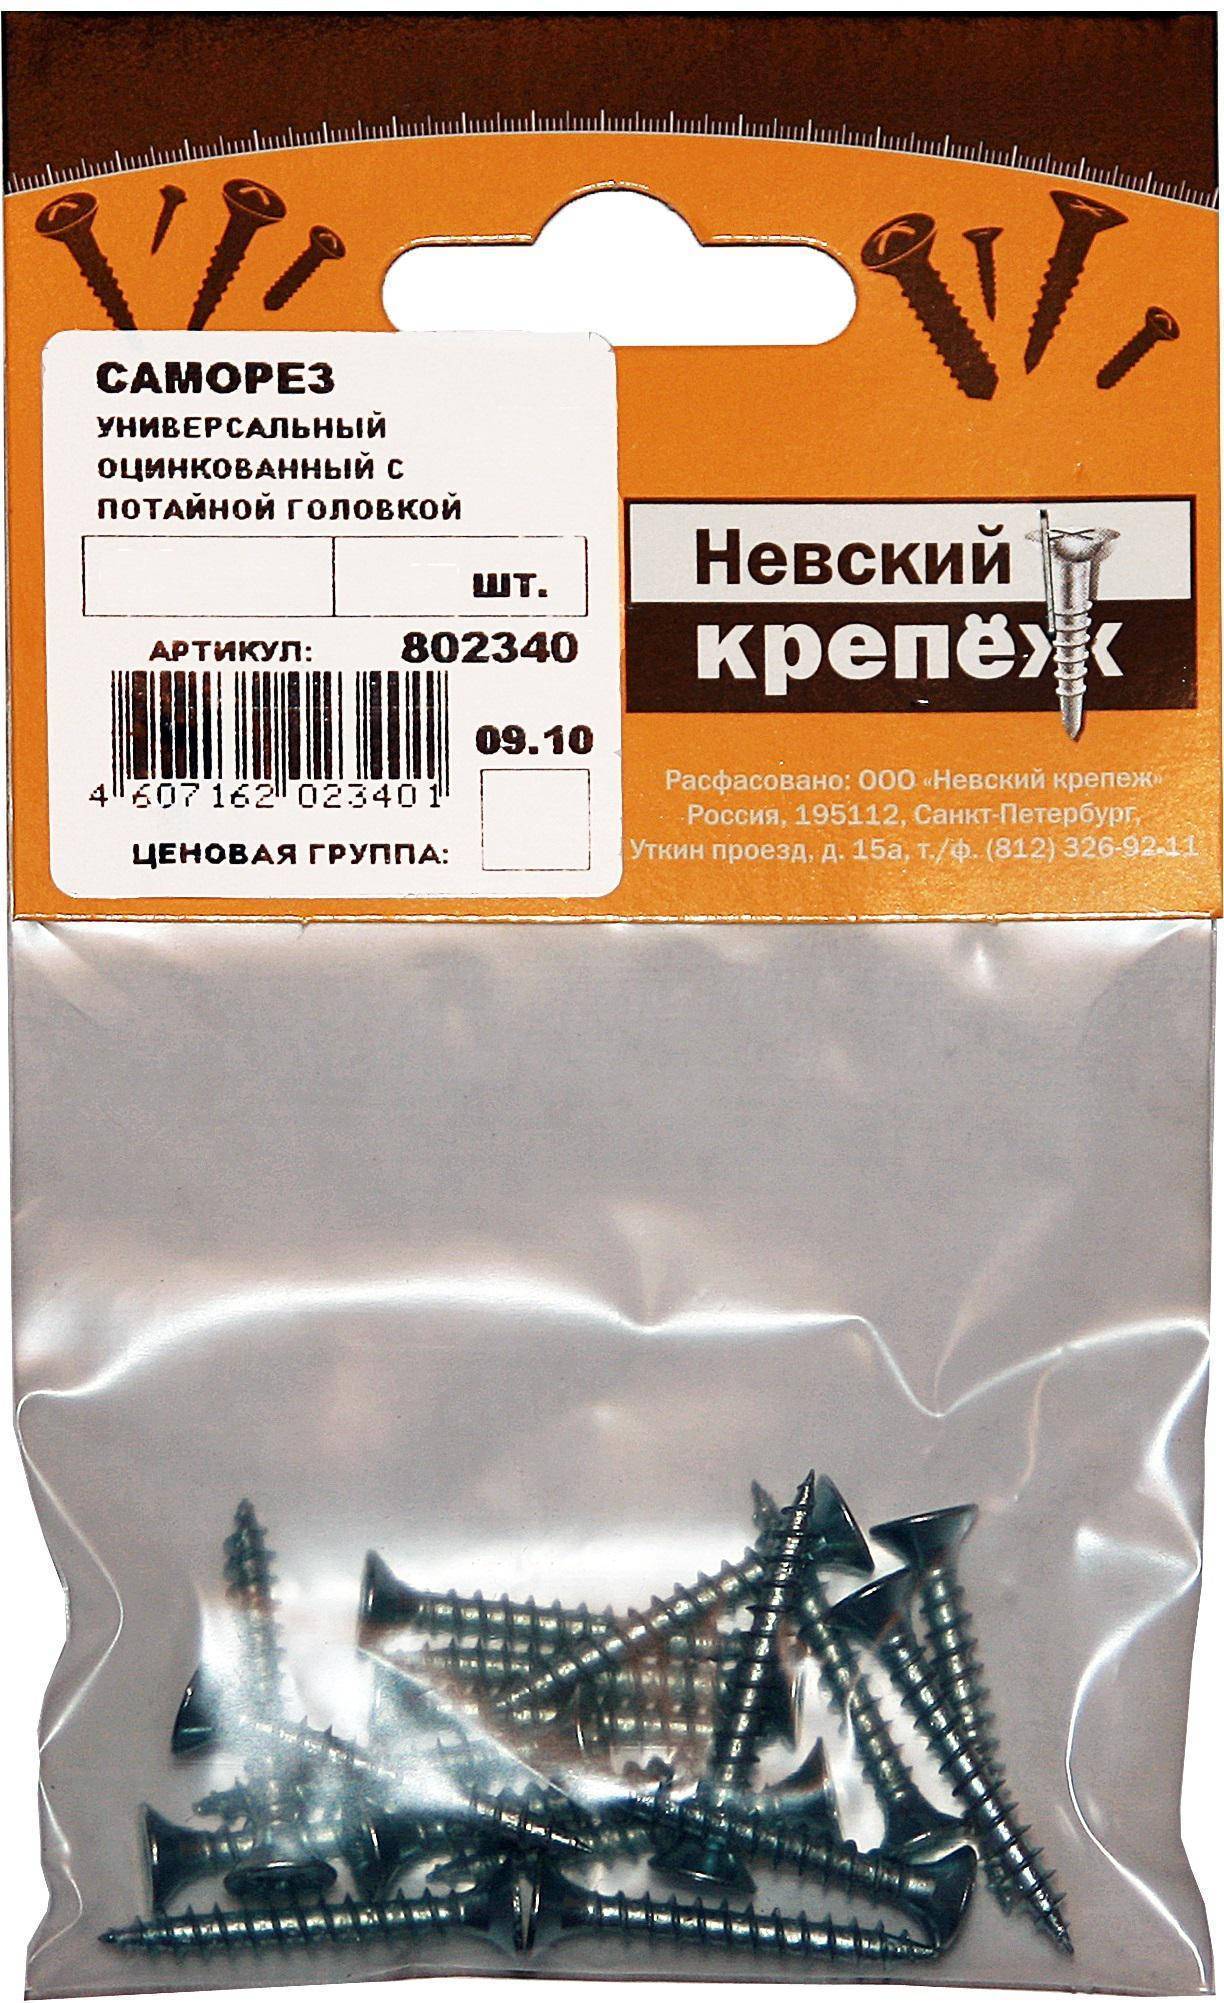 САМОРЕЗ
УНИВЕРСАЛЬНЫЙ
ОЦИНКОВАННЫЙ С
ПОТАЙНОЙ ГОЛОВКОЙ
ШТ.
АРТИКУЛ: 802340
09.10
4 607162 023401
ЦЕНОВАЯ ГРУППА:
Невский
крепёж
Расфасовано: ООО «Невский крепеж»
Россия, 195112, Санкт-Петербург,
Уткин проезд, д. 15а, т./ф. (812) 326-92-11